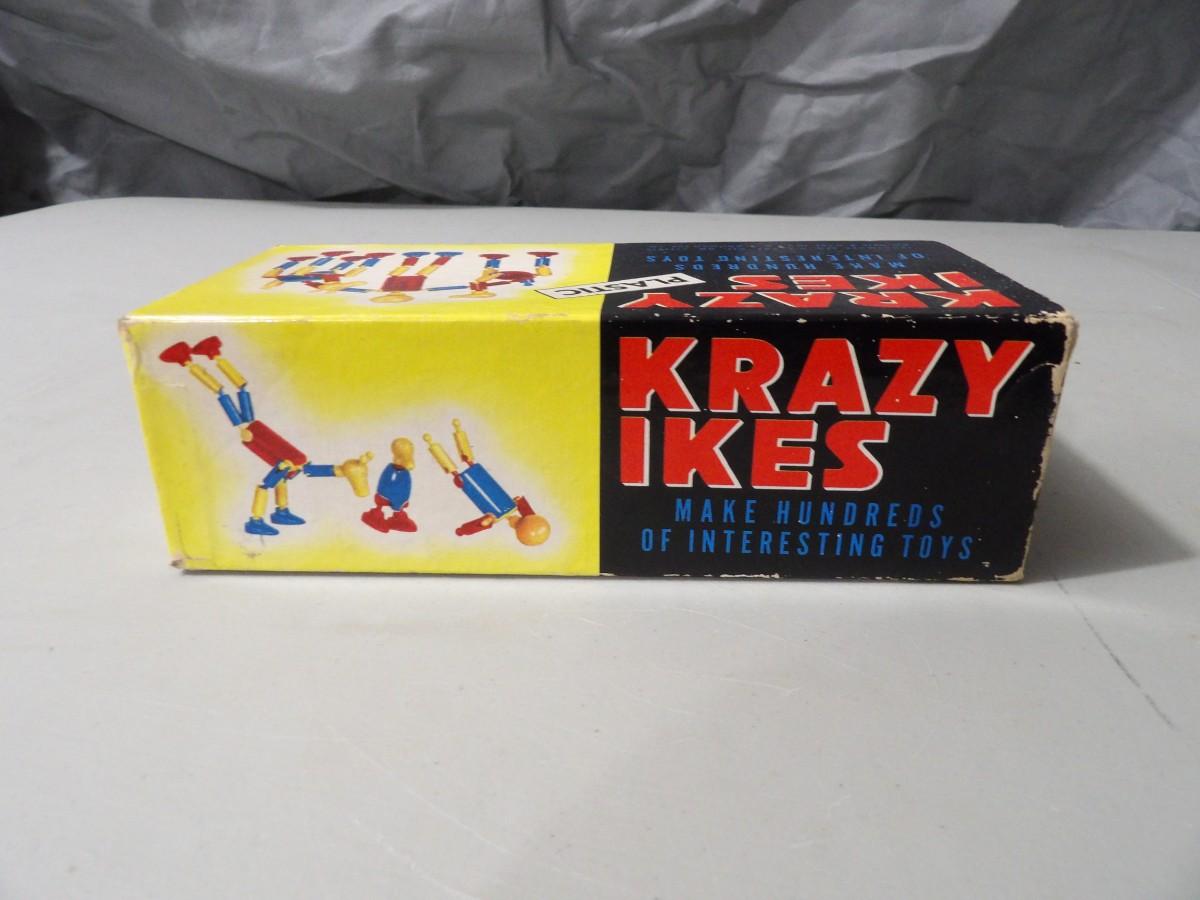 PLASTIC
KRAZY
IKES
MAKE HUNDREDS
OF INTERESTING TOYS
KRAZY
IKES
MAKE HUNDREDS
OF INTERESTING TOYS